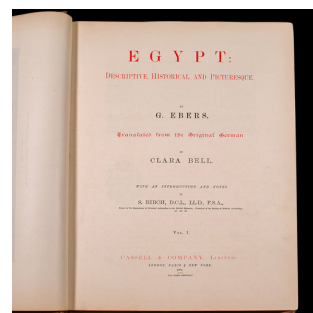 EGYPT:
DESCRIPTIVE, HISTORICAL, AND PICTURESQUE.
BY
G. EBERS.
Translated from the Original German
BY
CLARA BELL.
WITH AN INTRODUCTION AND NOTES
BY
S. BIRCH, D.C.L., LL.D., F.S.A.,
VOL. I.
CASSELL & COMPANY, LIMITED:
LONDON, PARIS & NEW YORK.